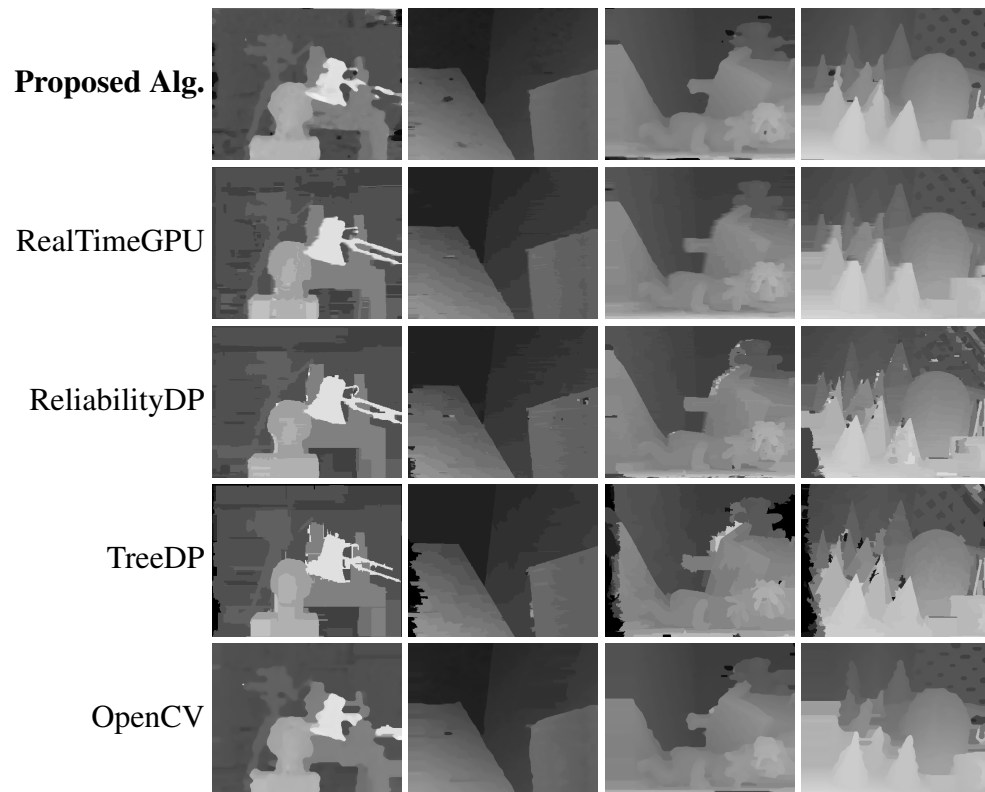 Proposed Alg.
RealTimeGPU
ReliabilityDP
TreeDP
OpenCV